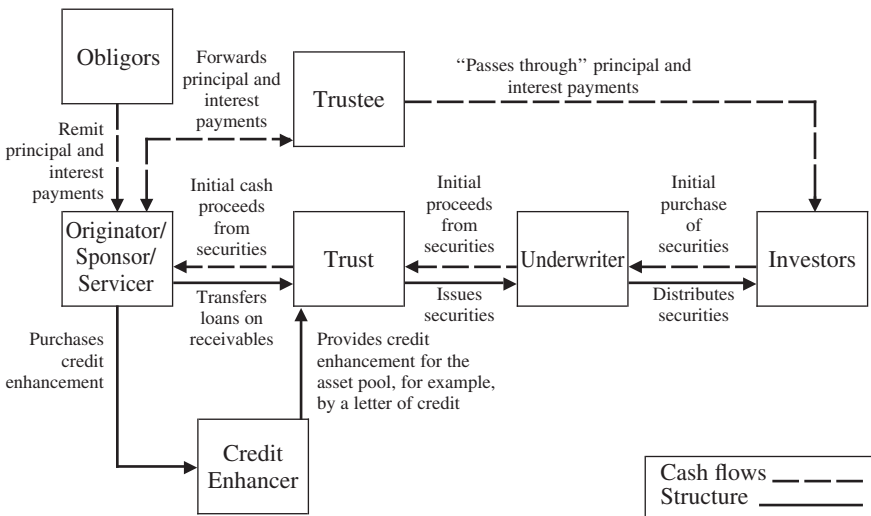 Obligors
Forwards
principal and
interest
payments
Trustee
“Passes through” principal and
interest payments
Remit
principal and
interest
payments
Originator/
Sponsor/
Servicer
Initial cash
proceeds
from
securities
Transfers
loans on
receivables
Trust
Initial
proceeds
from
securities
Issues
securities
Underwriter
Initial
purchase
of
securities
Distributes
securities
Investors
Purchases
credit
enhancement
Provides credit
enhancement for the
asset pool, for example,
by a letter of credit
Credit
Enhancer
Cash flows
Structure